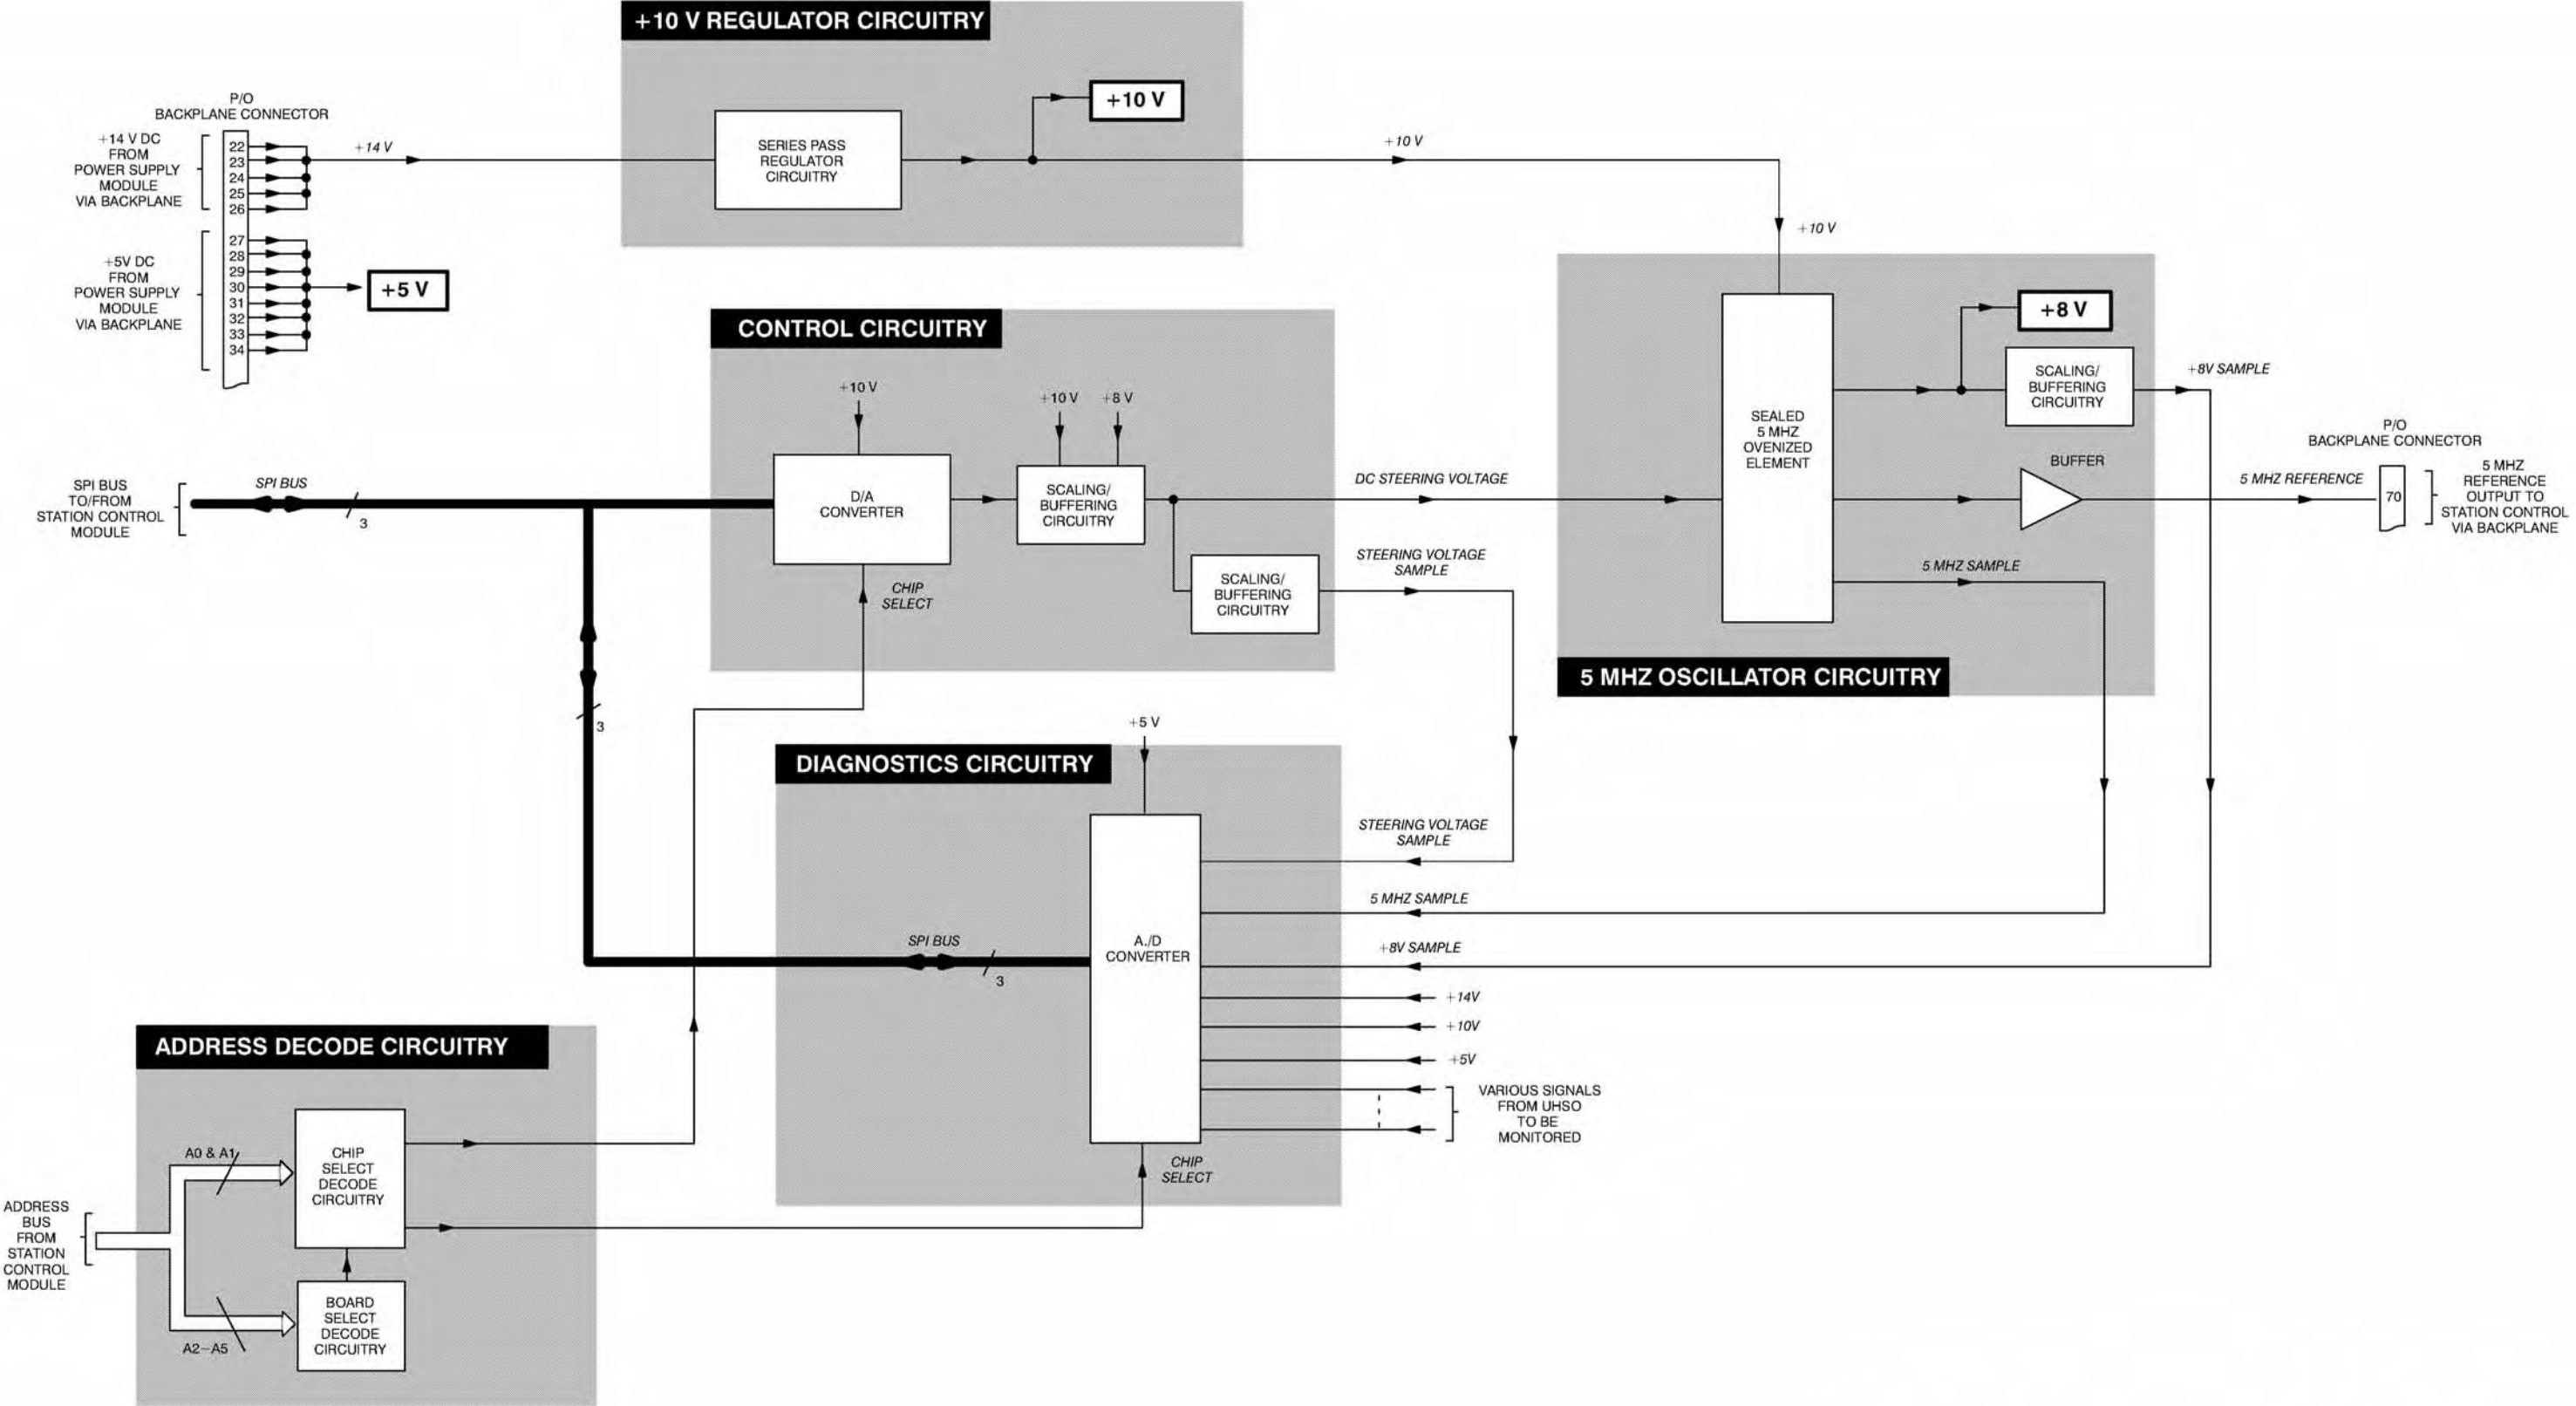 +10 V REGULATOR CIRCUITRY
+10 V
SERIES PASS
REGULATOR
CIRCUITRY
P/O
BACKPLANE CONNECTOR
+14 V DC
FROM
POWER SUPPLY
MODULE
VIA BACKPLANE
22
23
24
25
26
+14 V
+10 V
+10 V
+5V DC
FROM
POWER SUPPLY
MODULE
VIA BACKPLANE
27
28
29
30
31
32
33
34
+5 V
CONTROL CIRCUITRY
+10 V
+10 V
+8 V
D/A
CONVERTER
SCALING/
BUFFERING
CIRCUITRY
SCALING/
BUFFERING
CIRCUITRY
CHIP
SELECT
SPI BUS
TO/FROM
STATION CONTROL
MODULE
SPI BUS
3
3
DC STEERING VOLTAGE
STEERING VOLTAGE
SAMPLE
SEALED
5 MHZ
OVENIZED
ELEMENT
+8 V
SCALING/
BUFFERING
CIRCUITRY
+8V SAMPLE
BUFFER
5 MHZ SAMPLE
5 MHZ OSCILLATOR CIRCUITRY
5 MHZ REFERENCE
P/O
BACKPLANE CONNECTOR
70
5 MHZ
REFERENCE
OUTPUT TO
STATION CONTROL
VIA BACKPLANE
DIAGNOSTICS CIRCUITRY
+5 V
A./D
CONVERTER
SPI BUS
3
STEERING VOLTAGE
SAMPLE
5 MHZ SAMPLE
+8V SAMPLE
+14V
+10V
+5V
VARIOUS SIGNALS
FROM UHSO
TO BE
MONITORED
CHIP
SELECT
ADDRESS DECODE CIRCUITRY
A0 & A1
CHIP
SELECT
DECODE
CIRCUITRY
ADDRESS
BUS
FROM
STATION
CONTROL
MODULE
A2–A5
BOARD
SELECT
DECODE
CIRCUITRY